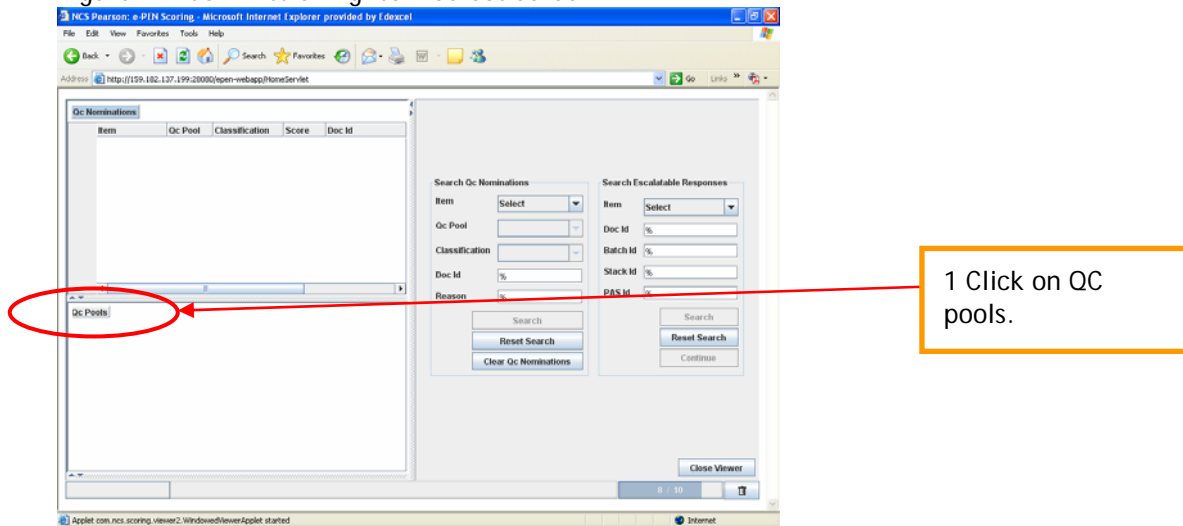 NCS Pearson: e-PEN Scoring - Microsoft Internet Explorer provided by Edexcel
File Edit View Favorites Tools Help
Back Search Favorites
Address http://159.182.137.199:28080/epen-webapp/HomeServlet Go Links »
Qc Nominations
Item Qc Pool Classification Score Doc Id
Search Qc Nominations
Item Select
Qc Pool
Classification
Doc Id %
Reason %
Search
Reset Search
Clear Qc Nominations
Search Escalatable Responses
Item Select
Doc Id %
Batch Id %
Stack Id %
PAS Id %
Search
Reset Search
Continue
Qc Pools
1 Click on QC
pools.
Close Viewer
Applet com.ncs.scoring.viewer2.WindowedViewerApplet started Internet